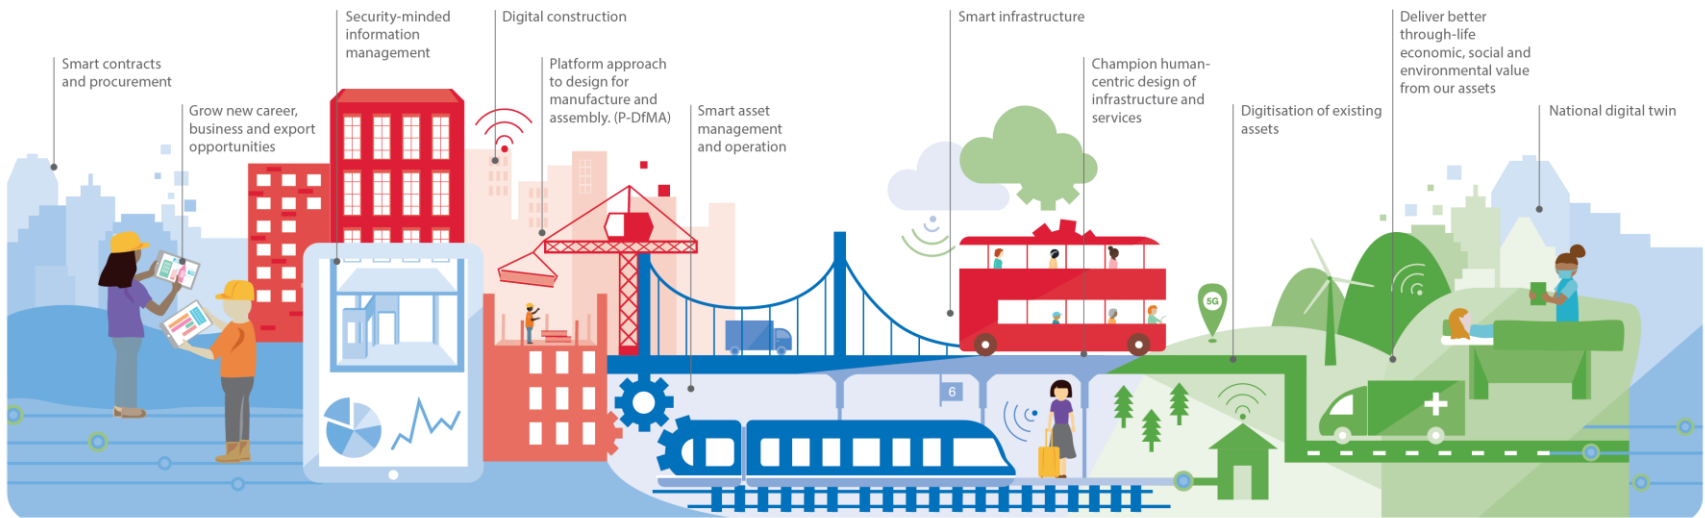 Smart contracts
and procurement
Grow new career,
business and export
opportunities
Security-minded
information
management
Digital construction
Platform approach
to design for
manufacture and
assembly. (P-DfMA)
Smart asset
management
and operation
Smart infrastructure
Champion human-
centric design of
infrastructure and
services
Digitisation of existing
assets
Deliver better
through-life
economic, social and
environmental value
from our assets
National digital twin
5G
6